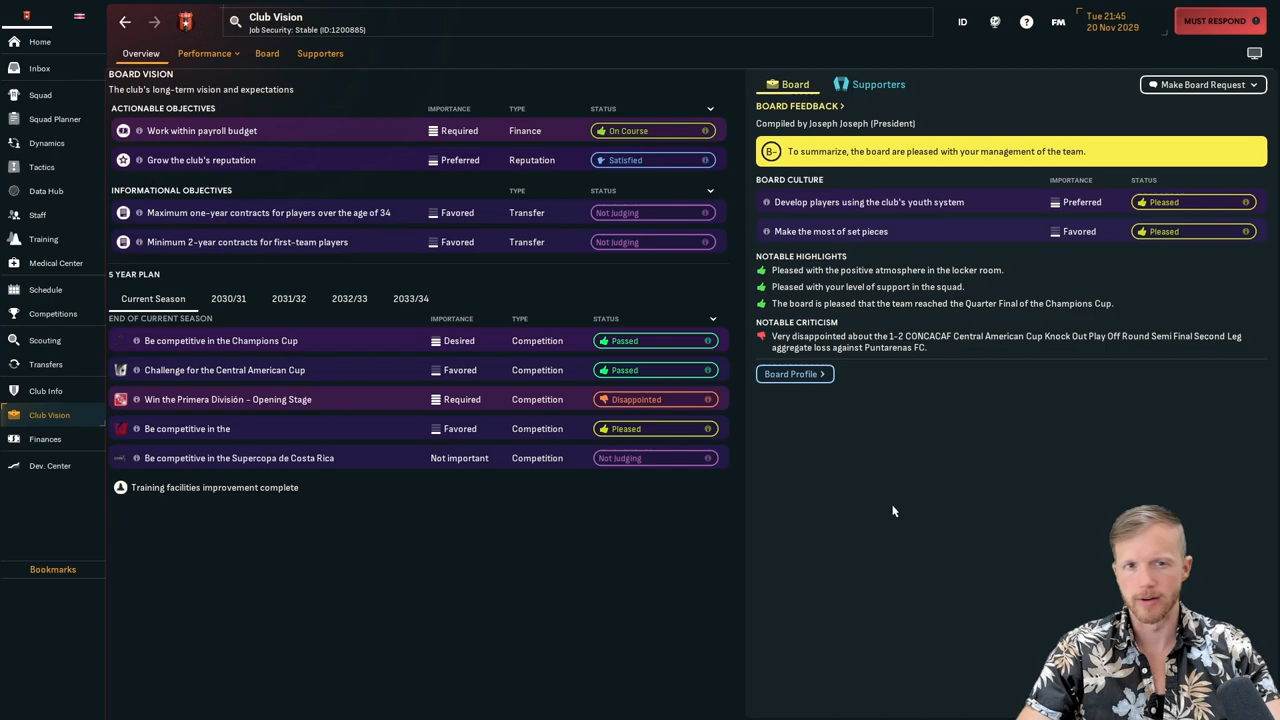 Club Vision
Job Security: Stable (ID:1200885)
ID
FM
Tue 21:45
20 Nov 2029
MUST RESPOND
Home
Inbox
Squad
Squad Planner
Dynamics
Tactics
Data Hub
Staff
Training
Medical Center
Schedule
Competitions
Scouting
Transfers
Club Info
Club Vision
Finances
Dev. Center
Bookmarks
Overview Performance Board Supporters
BOARD VISION
The club's long-term vision and expectations
ACTIONABLE OBJECTIVES IMPORTANCE TYPE STATUS
Work within payroll budget Required Finance On Course
Grow the club's reputation Preferred Reputation Satisfied
INFORMATIONAL OBJECTIVES TYPE STATUS
Maximum one-year contracts for players over the age of 34 Favored Transfer Not Judging
Minimum 2-year contracts for first-team players Favored Transfer Not Judging
5 YEAR PLAN
Current Season 2030/31 2031/32 2032/33 2033/34
END OF CURRENT SEASON IMPORTANCE TYPE STATUS
Be competitive in the Champions Cup Desired Competition Passed
Challenge for the Central American Cup Favored Competition Passed
Win the Primera División - Opening Stage Required Competition Disappointed
Be competitive in the Favored Competition Pleased
Be competitive in the Supercopa de Costa Rica Not important Competition Not Judging
Training facilities improvement complete
Board Supporters Make Board Request
BOARD FEEDBACK >
Compiled by Joseph Joseph (President)
B- To summarize, the board are pleased with your management of the team.
BOARD CULTURE IMPORTANCE STATUS
Develop players using the club's youth system Preferred Pleased
Make the most of set pieces Favored Pleased
NOTABLE HIGHLIGHTS
Pleased with the positive atmosphere in the locker room.
Pleased with your level of support in the squad.
The board is pleased that the team reached the Quarter Final of the Champions Cup.
NOTABLE CRITICISM
Very disappointed about the 1-2 CONCACAF Central American Cup Knock Out Play Off Round Semi Final Second Leg
aggregate loss against Puntarenas FC.
Board Profile >